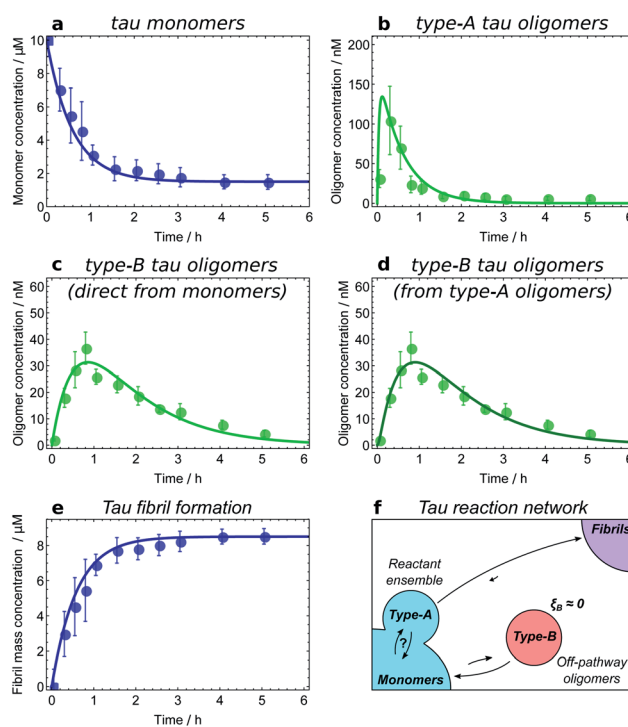 a tau monomers
Monomer concentration / μM
10
8
6
4
2
0
0 1 2 3 4 5 6
Time / h
b type-A tau oligomers
Oligomer concentration / nM
200
150
100
50
0
0 1 2 3 4 5 6
Time / h
c type-B tau oligomers
(direct from monomers)
Oligomer concentration / nM
60
50
40
30
20
10
0
0 1 2 3 4 5 6
Time / h
d type-B tau oligomers
(from type-A oligomers)
Oligomer concentration / nM
60
50
40
30
20
10
0
0 1 2 3 4 5 6
Time / h
e Tau fibril formation
Fibril mass concentration / μM
10
8
6
4
2
0
0 1 2 3 4 5 6
Time / h
f Tau reaction network
Fibrils
Reactant
ensemble
Type-A
?
Monomers
ξB ≈ 0
Type-B
Off-pathway
oligomers